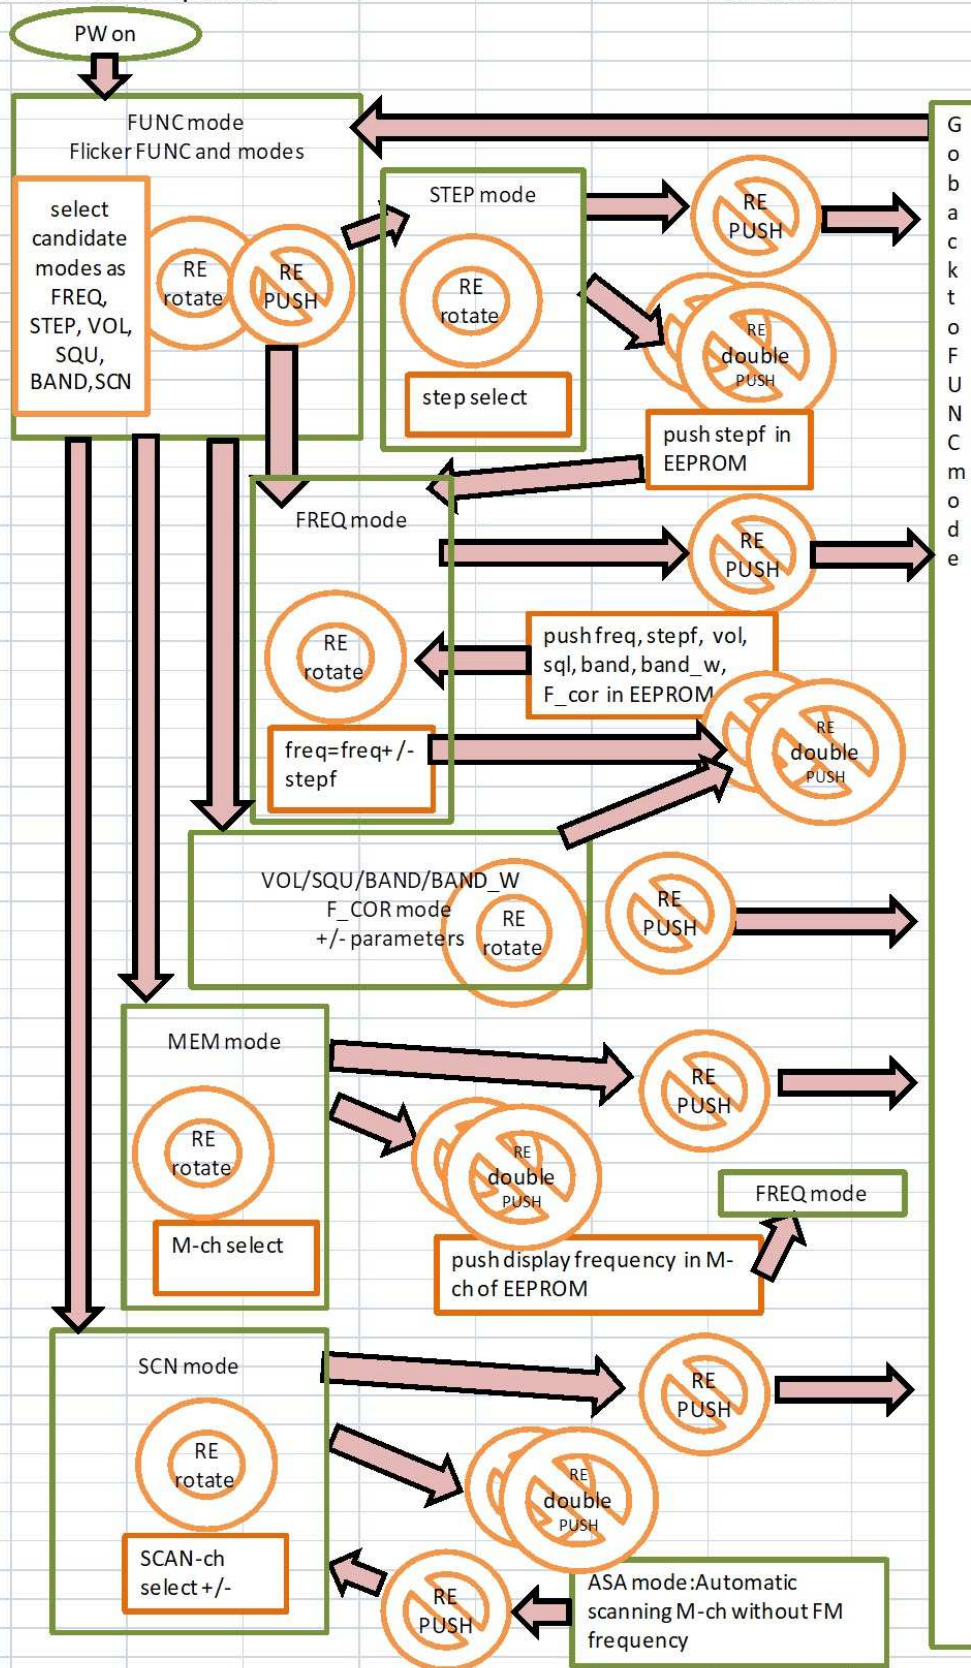 PW on
FUNC mode
Flicker FUNC and modes
select
candidate
modes as
FREQ,
STEP, VOL,
SQU,
BAND,SCN
RE
rotate
RE
PUSH
STEP mode
RE
rotate
step select
RE
PUSH
RE
double
PUSH
push stepf in
EEPROM
Go back to FUNC mode
FREQ mode
RE
rotate
freq=freq+/-
stepf
RE
PUSH
push freq, stepf, vol,
sql, band, band_w,
F_cor in EEPROM
RE
double
PUSH
VOL/SQU/BAND/BAND_W
F_COR mode
+/- parameters
RE
rotate
RE
PUSH
MEM mode
RE
rotate
M-ch select
RE
PUSH
RE
double
PUSH
push display frequency in M-
ch of EEPROM
FREQ mode
SCN mode
RE
rotate
SCAN-ch
select +/-
RE
PUSH
RE
double
PUSH
RE
PUSH
ASA mode:Automatic
scanning M-ch without FM
frequency